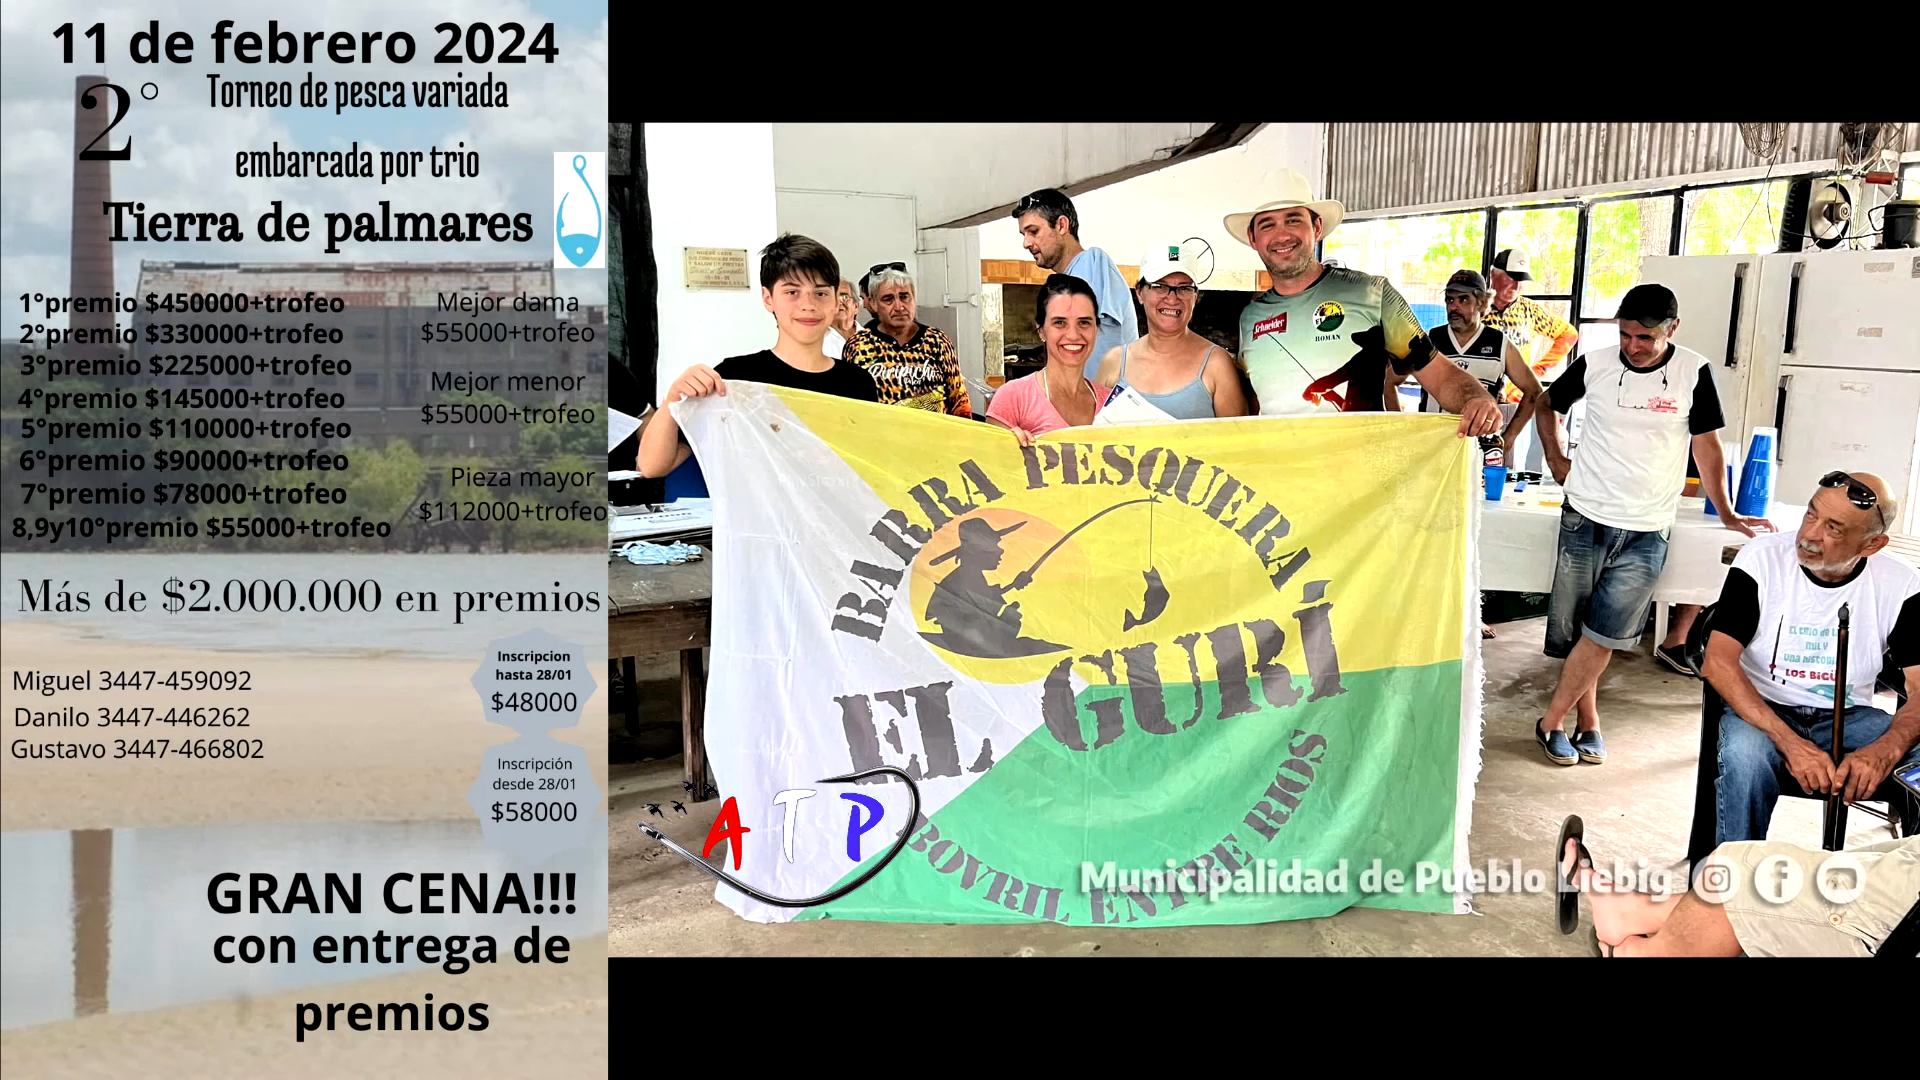 11 de febrero 2024
2° Torneo de pesca variada
embarcada por trio
Tierra de palmares
1°premio $450000+trofeo
2°premio $330000+trofeo
3°premio $225000+trofeo
4°premio $145000+trofeo
5°premio $110000+trofeo
6°premio $90000+trofeo
7°premio $78000+trofeo
8,9y10°premio $55000+trofeo
Mejor dama
$55000+trofeo
Mejor menor
$55000+trofeo
Pieza mayor
$112000+trofeo
Más de $2.000.000 en premios
Miguel 3447-459092
Danilo 3447-446262
Gustavo 3447-466802
Inscripcion
hasta 28/01
$48000
Inscripción
desde 28/01
$58000
GRAN CENA!!!
con entrega de
premios
Schneider
ROMAN
BARRA PESQUERA
EL GURÍ
BOVRIL ENTRE RIOS
ATP
Municipalidad de Pueblo Liebig
LOS BIGU